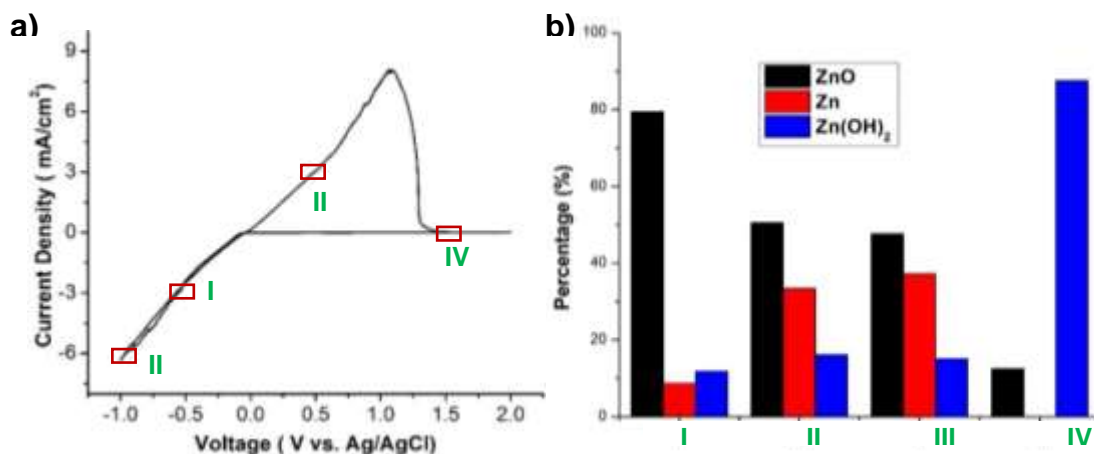 a)
Current Density ( mA/cm²)
9
6
3
0
-3
-6
II
IV
I
II
-1.0 -0.5 0.0 0.5 1.0 1.5 2.0
Voltage ( V vs. Ag/AgCl)
b)
Percentage (%)
100
80
60
40
20
0
ZnO
Zn
Zn(OH)₂
I II III IV